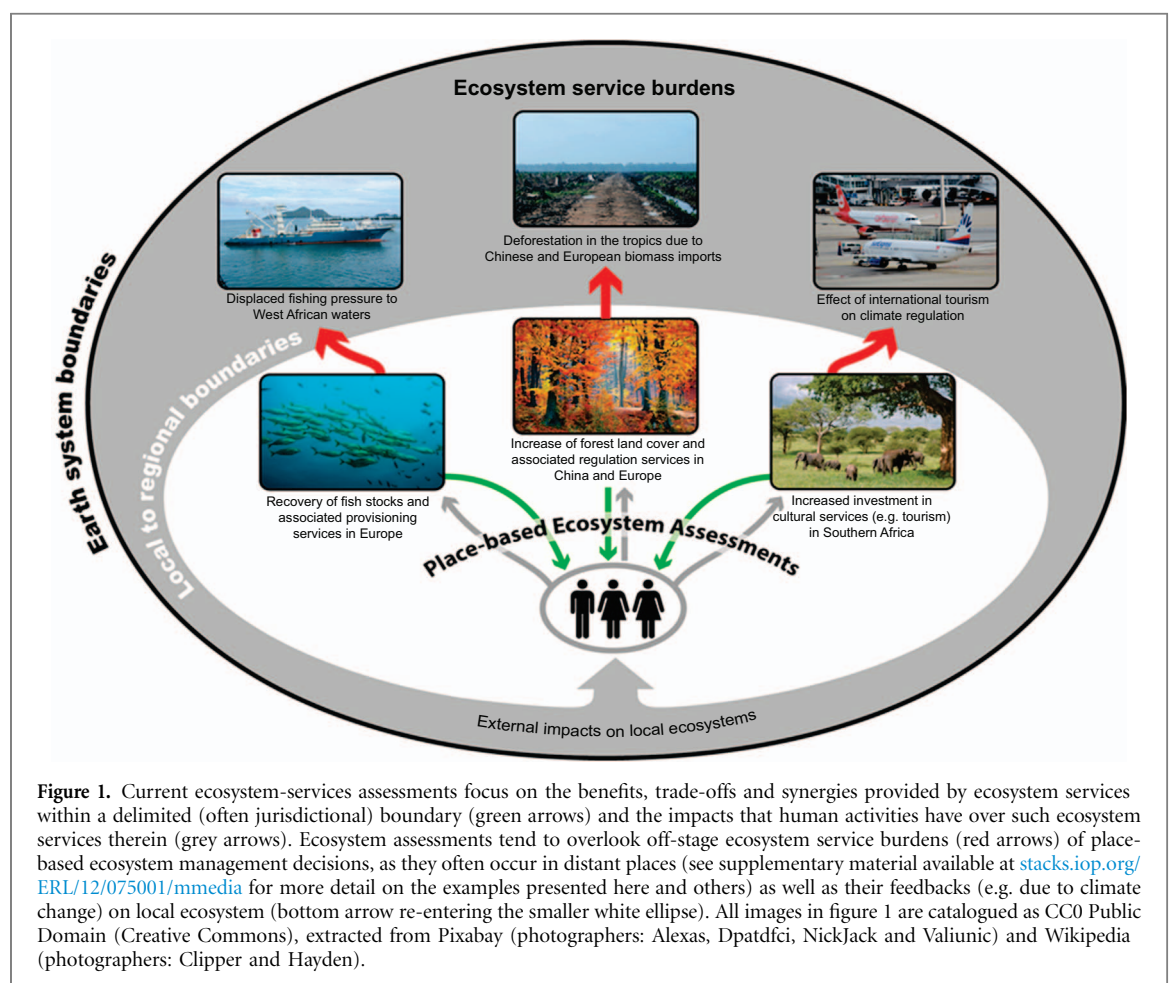 Ecosystem service burdens
Deforestation in the tropics due to
Chinese and European biomass imports
Displaced fishing pressure to
West African waters
Effect of international tourism
on climate regulation
Earth system boundaries
Local to regional boundaries
Increase of forest land cover and
associated regulation services in
China and Europe
Recovery of fish stocks and
associated provisioning
services in Europe
Increased investment in
cultural services (e.g. tourism)
in Southern Africa
Place-based Ecosystem Assessments
External impacts on local ecosystems
Figure 1. Current ecosystem-services assessments focus on the benefits, trade-offs and synergies provided by ecosystem services
within a delimited (often jurisdictional) boundary (green arrows) and the impacts that human activities have over such ecosystem
services therein (grey arrows). Ecosystem assessments tend to overlook off-stage ecosystem service burdens (red arrows) of place-
based ecosystem management decisions, as they often occur in distant places (see supplementary material available at stacks.iop.org/
ERL/12/075001/mmedia for more detail on the examples presented here and others) as well as their feedbacks (e.g. due to climate
change) on local ecosystem (bottom arrow re-entering the smaller white ellipse). All images in figure 1 are catalogued as CC0 Public
Domain (Creative Commons), extracted from Pixabay (photographers: Alexas, Dpatdfci, NickJack and Valiunic) and Wikipedia
(photographers: Clipper and Hayden).